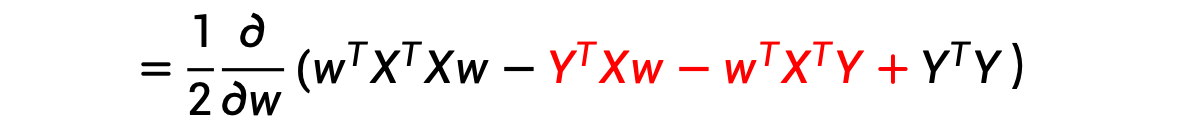 = 1/2 ∂/∂w (wᵀXᵀXw − YᵀXw − wᵀXᵀY + YᵀY)